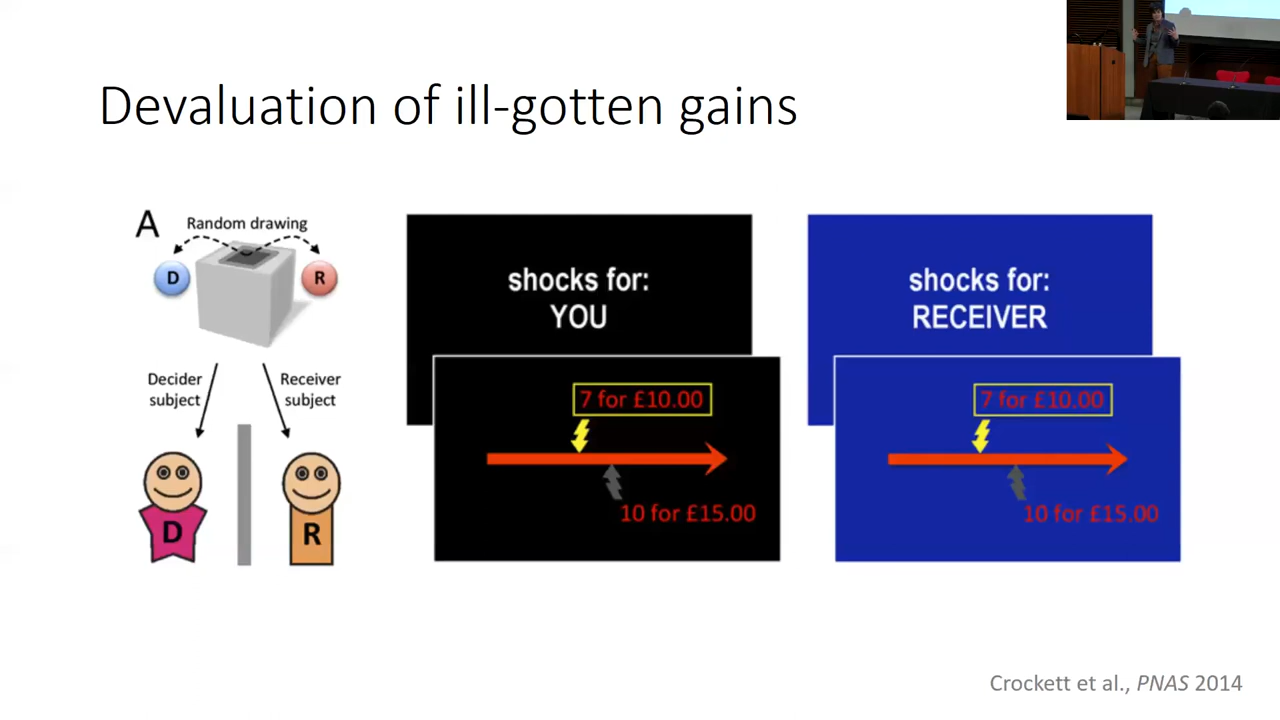 Devaluation of ill-gotten gains
A
Random drawing
D
R
Decider
subject
Receiver
subject
D
R
shocks for:
YOU
7 for £10.00
10 for £15.00
shocks for:
RECEIVER
7 for £10.00
10 for £15.00
Crockett et al., PNAS 2014